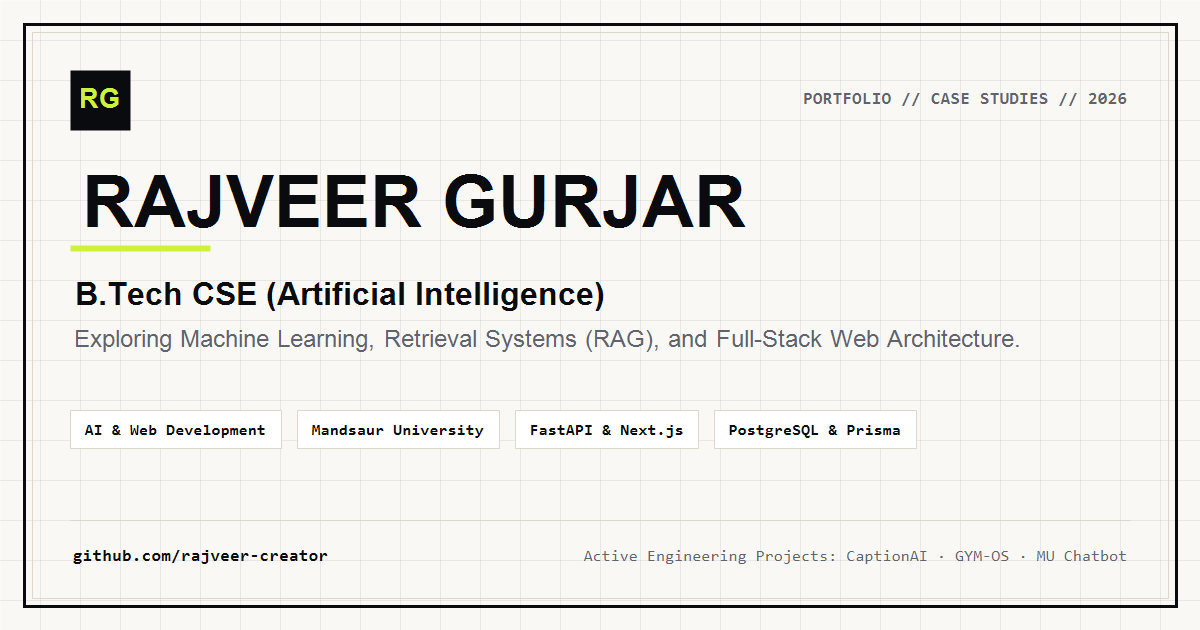 RG
PORTFOLIO // CASE STUDIES // 2026
RAJVEER GURJAR
B.Tech CSE (Artificial Intelligence)
Exploring Machine Learning, Retrieval Systems (RAG), and Full-Stack Web Architecture.
AI & Web Development
Mandsaur University
FastAPI & Next.js
PostgreSQL & Prisma
github.com/rajveer-creator
Active Engineering Projects: CaptionAI · GYM-OS · MU Chatbot